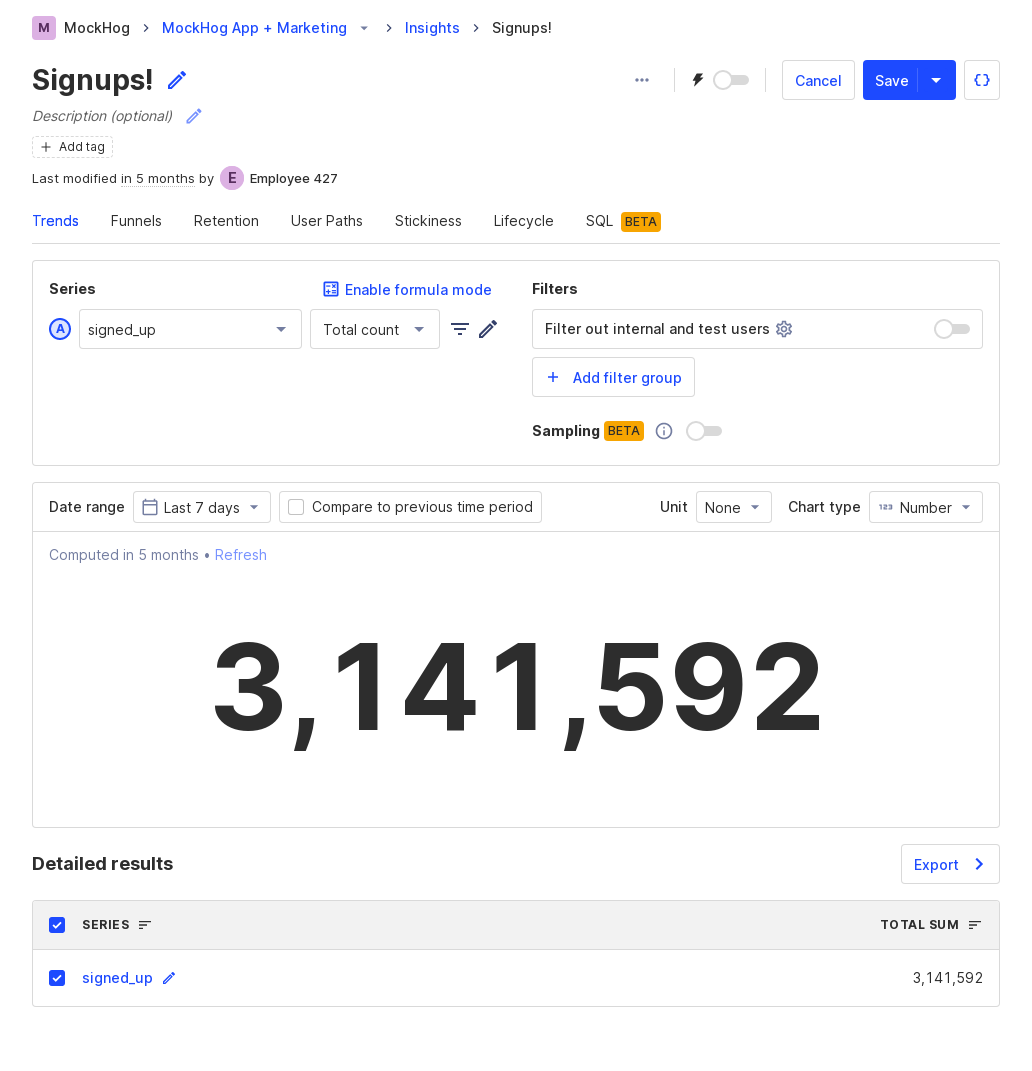 M MockHog > MockHog App + Marketing > Insights > Signups!
Signups!
Cancel Save
Description (optional)
+ Add tag
Last modified in 5 months by E Employee 427
Trends Funnels Retention User Paths Stickiness Lifecycle SQL BETA
Series Enable formula mode Filters
A signed_up Total count Filter out internal and test users
+ Add filter group
Sampling BETA
Date range Last 7 days Compare to previous time period Unit None Chart type 123 Number
Computed in 5 months • Refresh
3,141,592
Detailed results Export
SERIES TOTAL SUM
signed_up 3,141,592